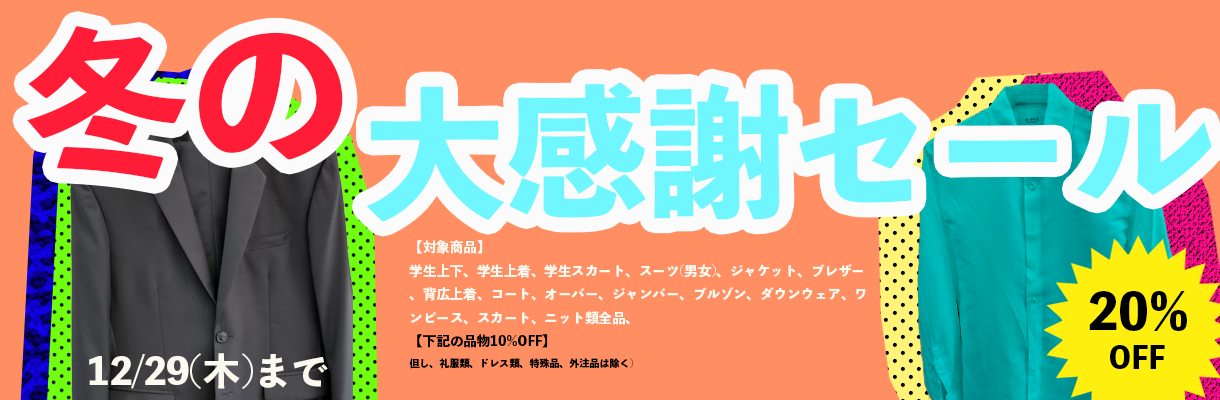 冬の
大感謝セール
【対象商品】
学生上下、学生上着、学生スカート、スーツ(男女)、ジャケット、ブレザー
、背広上着、コート、オーバー、ジャンバー、ブルゾン、ダウンウェア、ワ
ンピース、スカート、ニット類全品、
【下記の品物10%OFF】
但し、礼服類、ドレス類、特殊品、外注品は除く）
12/29(木)まで
20%
OFF